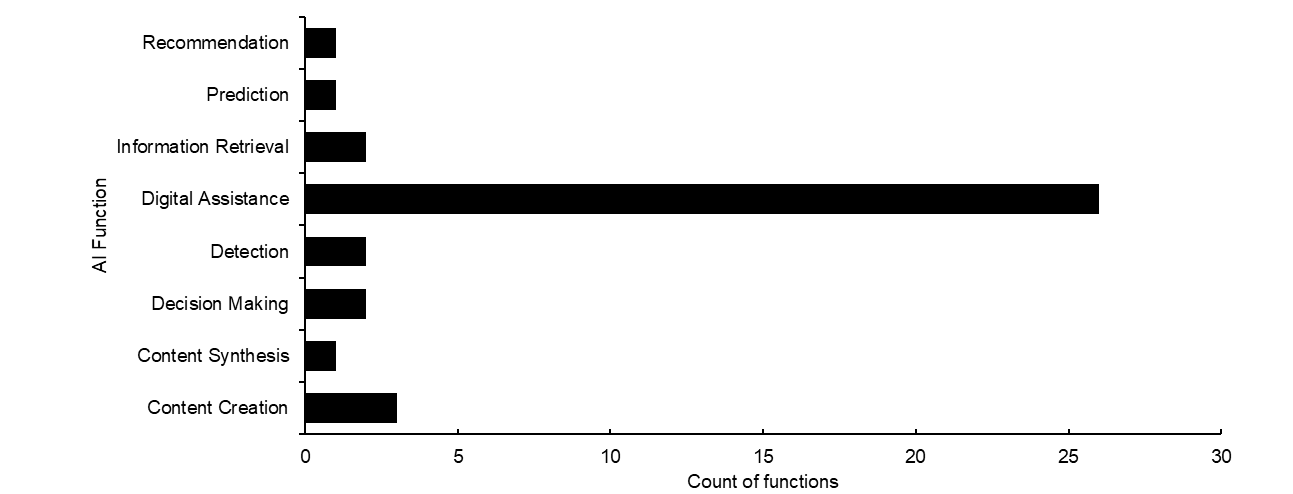 Recommendation
Prediction
Information Retrieval
Digital Assistance
Detection
Decision Making
Content Synthesis
Content Creation
AI Function
0 5 10 15 20 25 30
Count of functions